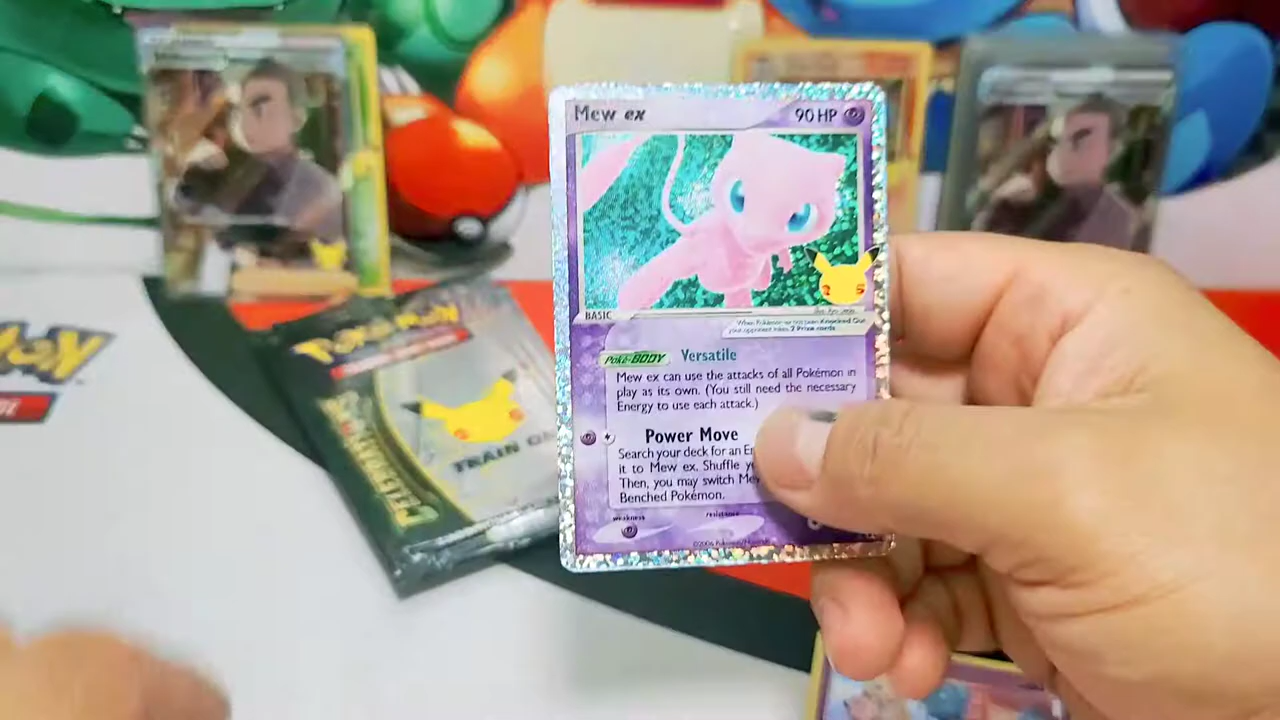 Mew ex
90 HP
BASIC
When Pokémon-ex has been Knocked Out,
your opponent takes 2 Prize cards.
Poké-BODY Versatile
Mew ex can use the attacks of all Pokémon in
play as its own. (You still need the necessary
Energy to use each attack.)
Power Move
Search your deck for an
it to Mew ex. Shuffle
Then, you may switch Mew
Benched Pokémon.
weakness
resistance
©2006 Pokémon/Nintendo
Pokémon
TRAIN ON